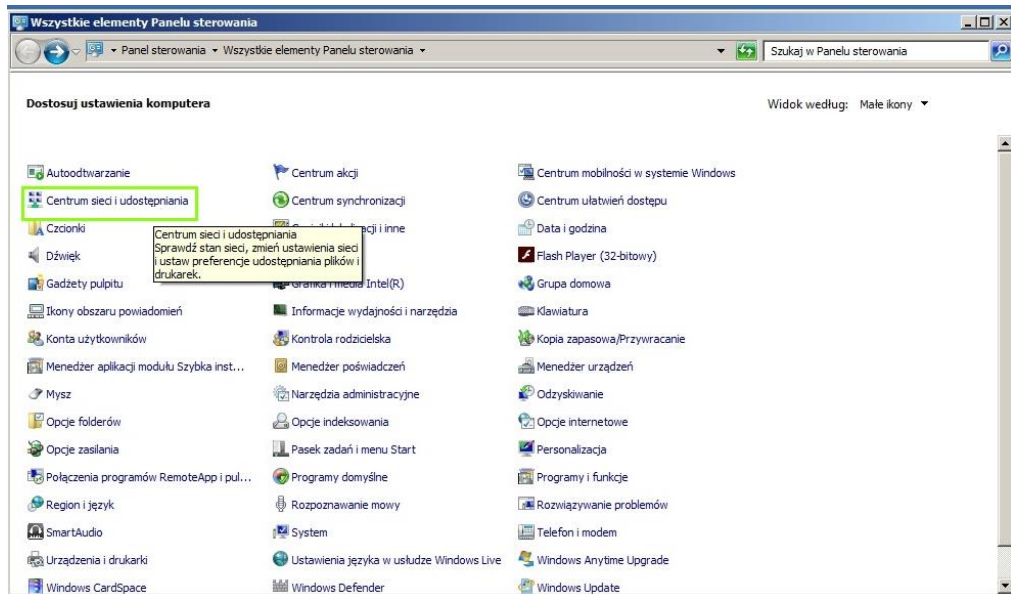 Wszystkie elementy Panelu sterowania
Panel sterowania Wszystkie elementy Panelu sterowania
Szukaj w Panelu sterowania
Dostosuj ustawienia komputera
Widok według: Małe ikony
Autoodtwarzanie Centrum akcji Centrum mobilności w systemie Windows
Centrum sieci i udostępniania Centrum synchronizacji Centrum ułatwień dostępu
Czcionki i inne Data i godzina
Centrum sieci i udostępniania
Sprawdź stan sieci, zmień ustawienia sieci
i ustaw preferencje udostępniania plików i
drukarek.
Dźwięk Flash Player (32-bitowy)
Gadżety pulpitu Grafika i media Intel(R) Grupa domowa
Ikony obszaru powiadomień Informacje wydajności i narzędzia Klawiatura
Konta użytkowników Kontrola rodzicielska Kopia zapasowa/Przywracanie
Menedżer aplikacji modułu Szybka inst... Menedżer poświadczeń Menedżer urządzeń
Mysz Narzędzia administracyjne Odzyskiwanie
Opcje folderów Opcje indeksowania Opcje internetowe
Opcje zasilania Pasek zadań i menu Start Personalizacja
Połączenia programów RemoteApp i pul... Programy domyślne Programy i funkcje
Region i język Rozpoznawanie mowy Rozwiązywanie problemów
SmartAudio System Telefon i modem
Urządzenia i drukarki Ustawienia języka w usłudze Windows Live Windows Anytime Upgrade
Windows CardSpace Windows Defender Windows Update